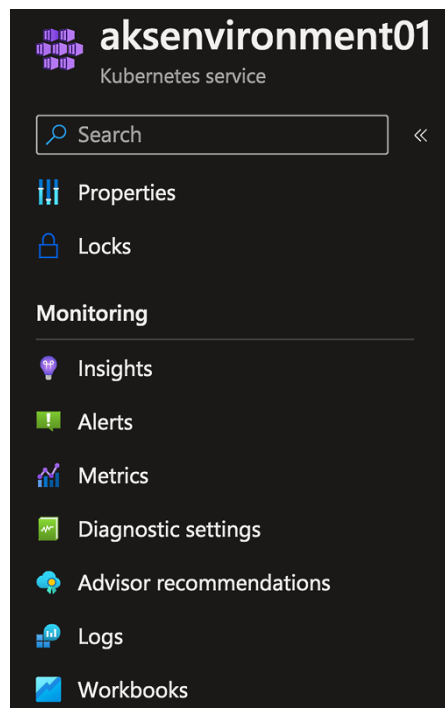 aksenvironment01
Kubernetes service
Search
Properties
Locks
Monitoring
Insights
Alerts
Metrics
Diagnostic settings
Advisor recommendations
Logs
Workbooks